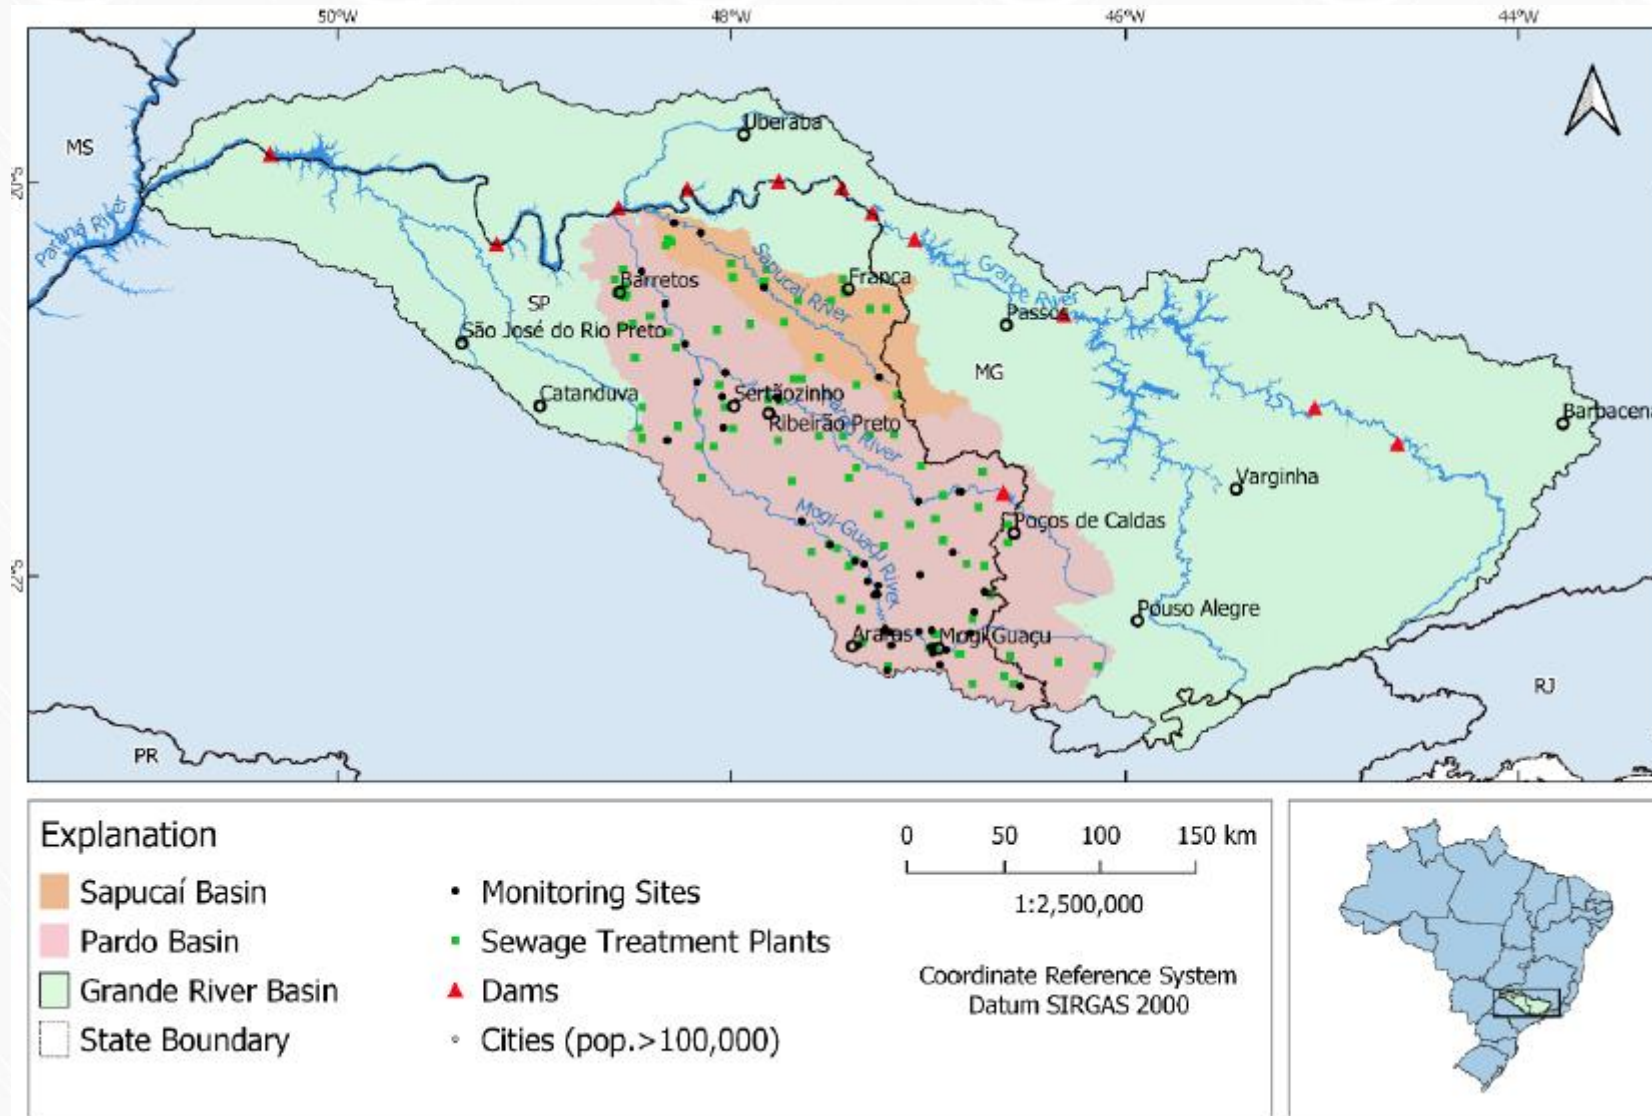 50°W
48°W
46°W
44°W
MS
Uberaba
Paraná River
Sapucaí River
Grande River
Franca
Barretos
SP
Passos
São José do Rio Preto
MG
Catanduva
Sertãozinho
Ribeirão Preto
River
Barbacena
Varginha
Mogi-Guaçu River
Poços de Caldas
Pouso Alegre
Araras
Mogi Guaçu
RJ
PR
Explanation
Sapucaí Basin
Pardo Basin
Grande River Basin
State Boundary
Monitoring Sites
Sewage Treatment Plants
Dams
Cities (pop.>100,000)
0 50 100 150 km
1:2,500,000
Coordinate Reference System
Datum SIRGAS 2000